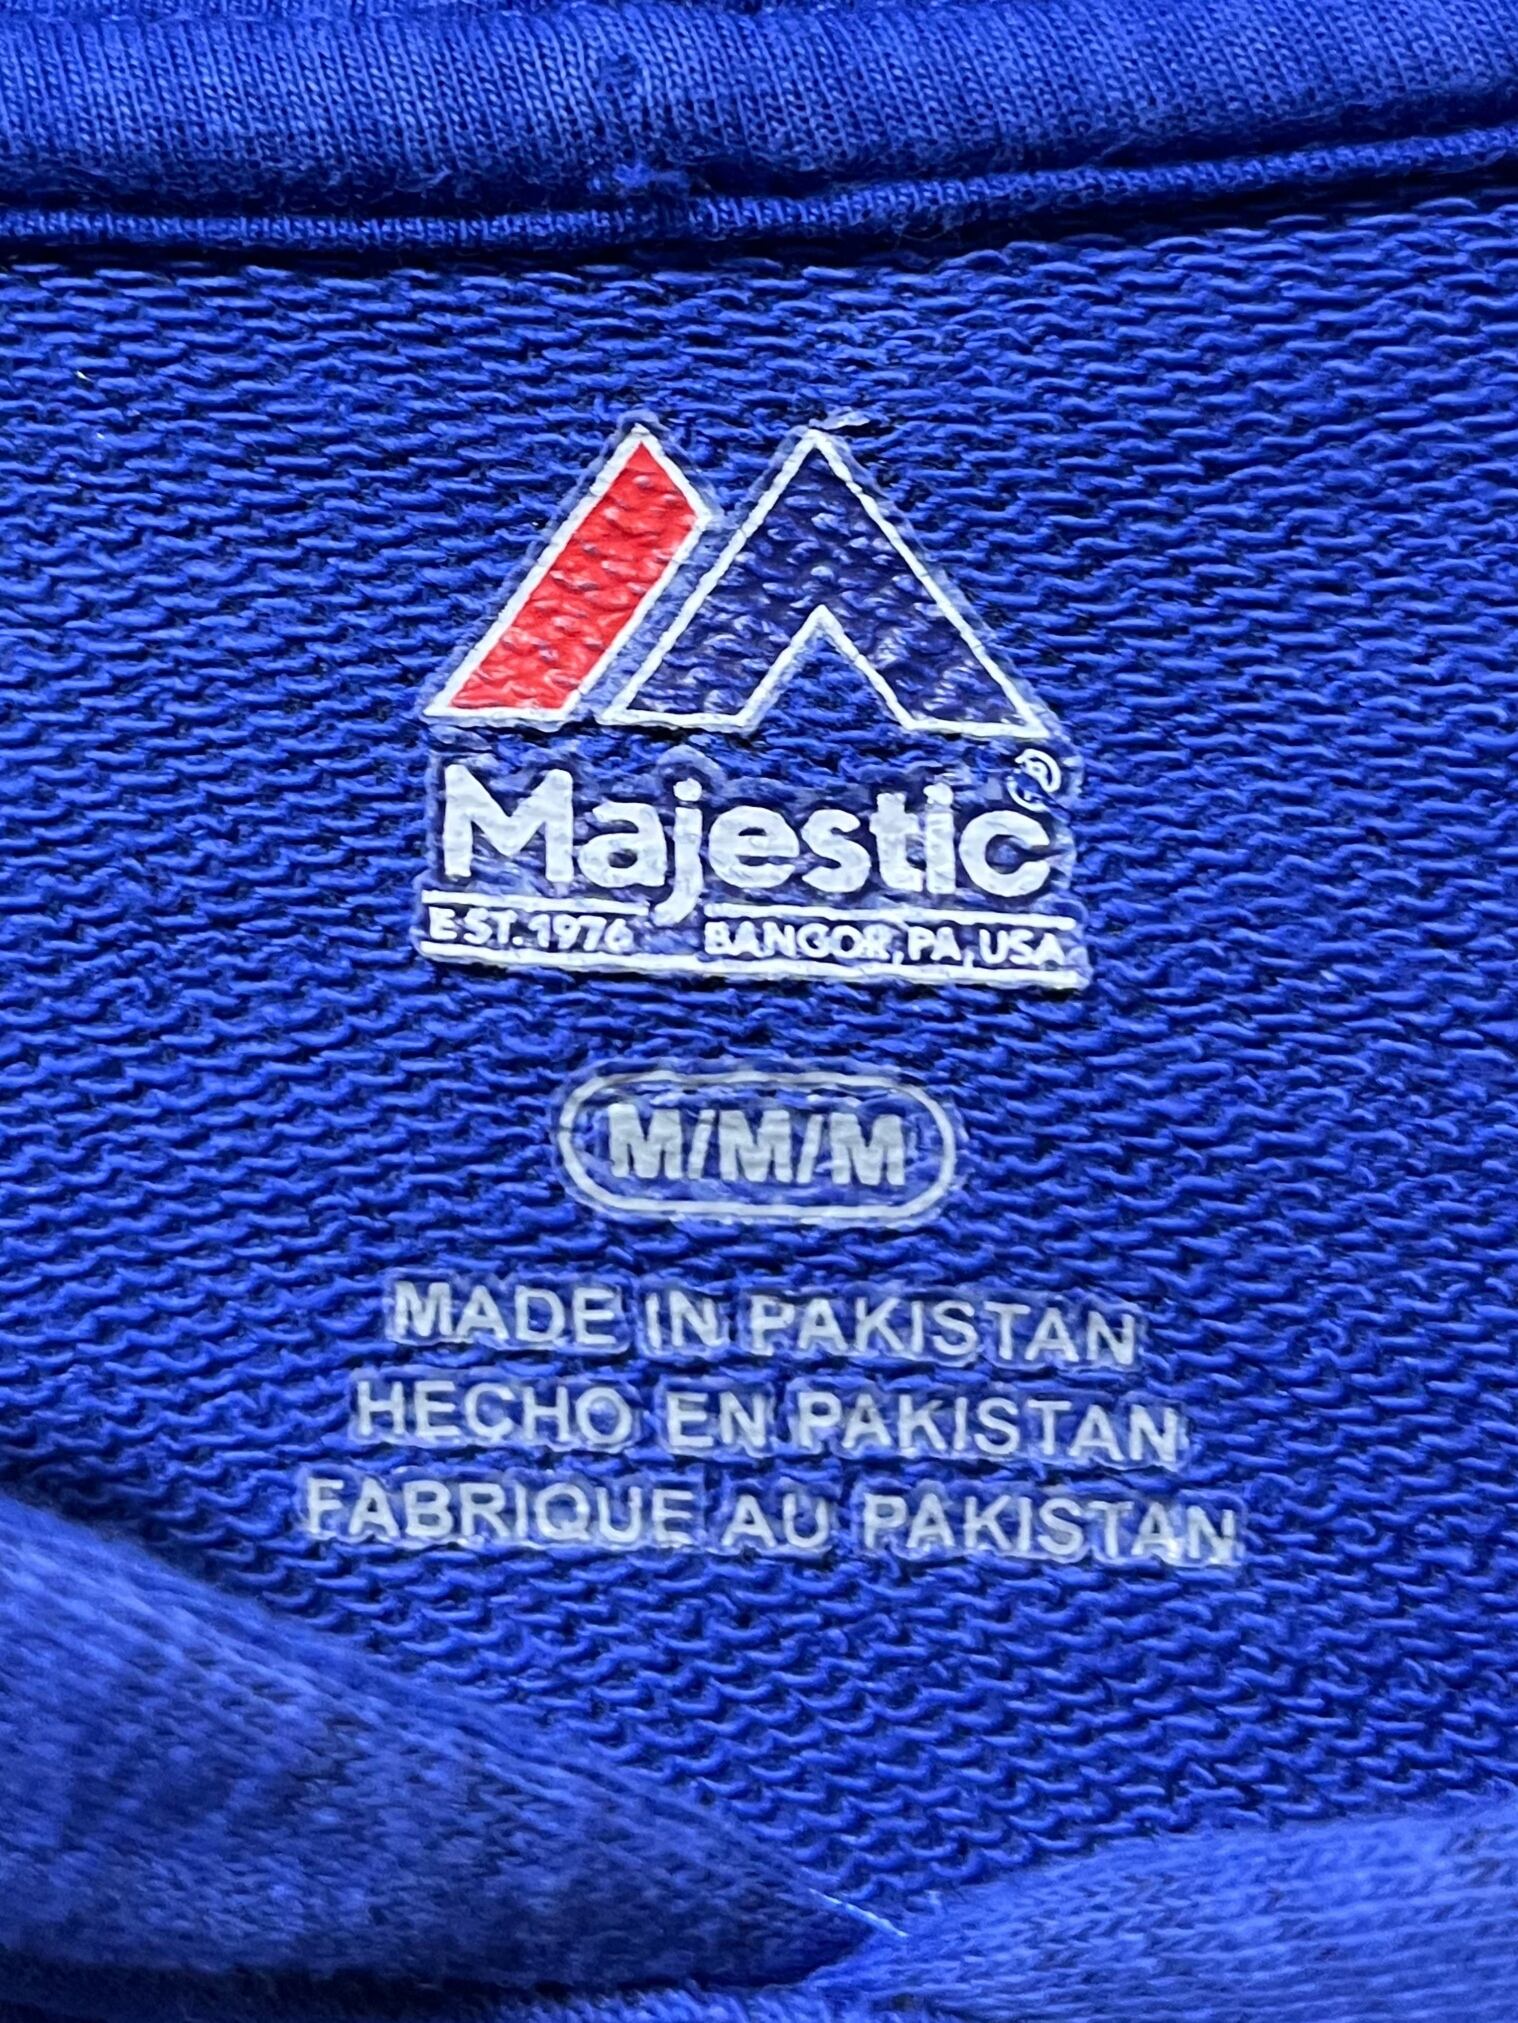 Majestic®
EST. 1976 BANGOR, PA, USA
M/M/M
MADE IN PAKISTAN
HECHO EN PAKISTAN
FABRIQUE AU PAKISTAN